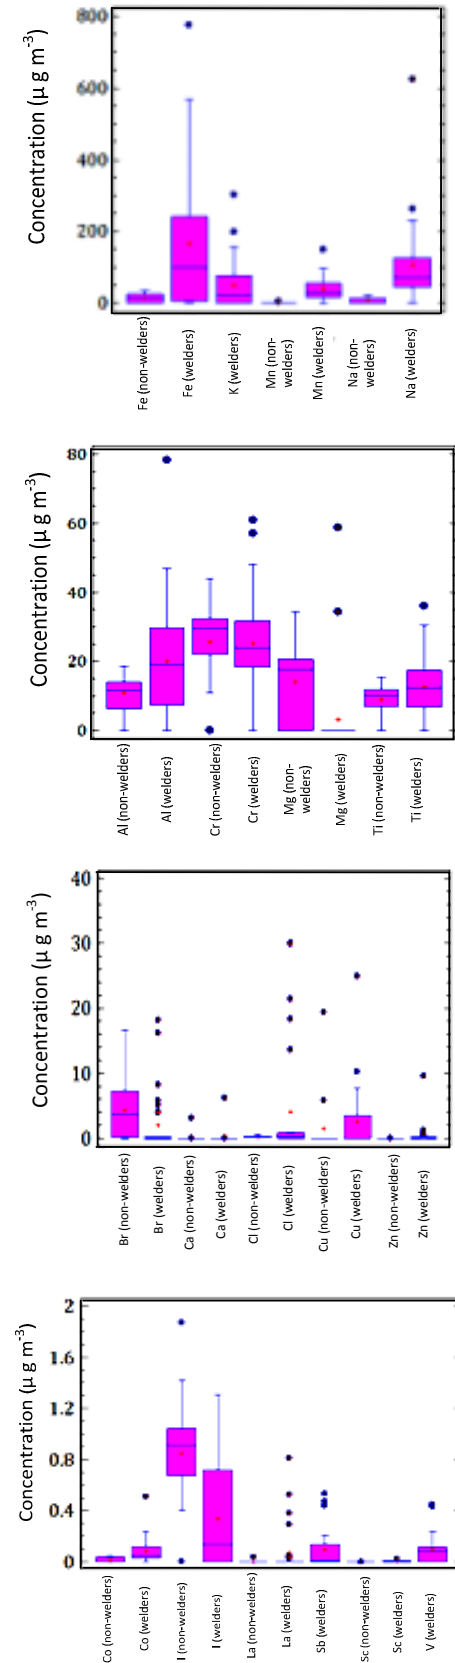 Concentration (µ g m-3)
800
600
400
200
0
Fe (non-welders)
Fe (welders)
K (welders)
Mn (non-
welders)
Mn (welders)
Na (non-
welders)
Na (welders)
Concentration (µ g m-3)
80
60
40
20
0
Al (non-welders)
Al (welders)
Cr (non-welders)
Cr (welders)
Mg (non-
welders)
Mg (welders)
Ti (non-welders)
Ti (welders)
Concentration (µ g m-3)
40
30
20
10
0
Br (non-welders)
Br (welders)
Ca (non-welders)
Ca (welders)
Cl (non-welders)
Cl (welders)
Cu (non-welders)
Cu (welders)
Zn (non-welders)
Zn (welders)
Concentration (µ g m-3)
2
1.6
1.2
0.8
0.4
0
Co (non-welders)
Co (welders)
I (non-welders)
I (welders)
La (non-welders)
La (welders)
Sb (welders)
Sc (non-welders)
Sc (welders)
V (welders)